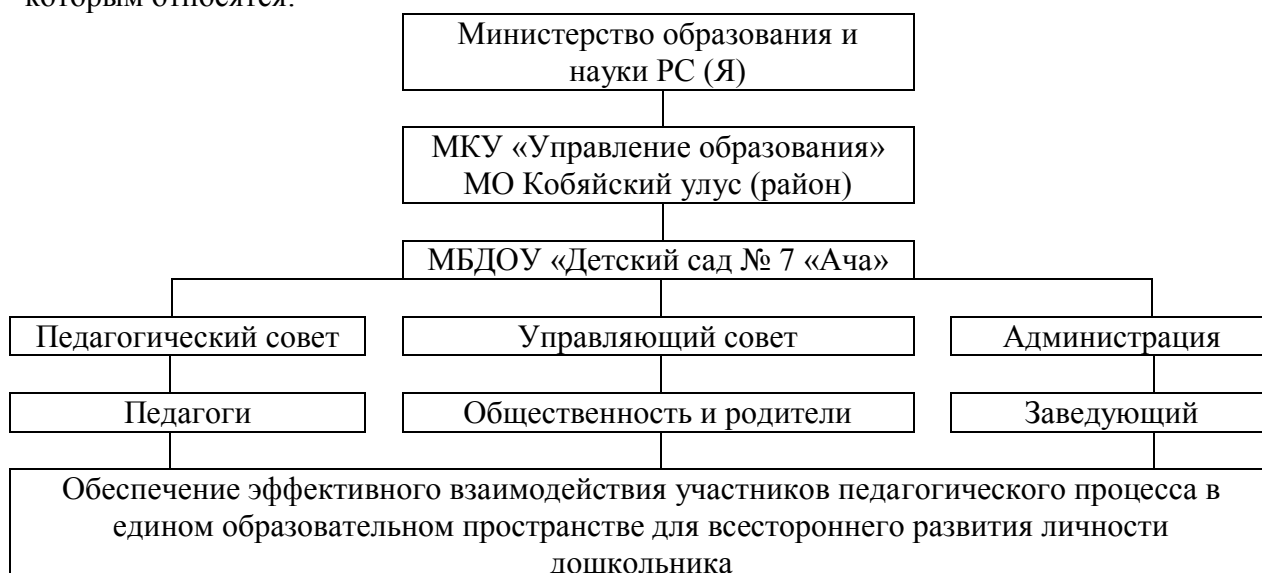 которым относятся:
Министерство образования и
науки РС (Я)
МКУ «Управление образования»
МО Кобяйский улус (район)
МБДОУ «Детский сад № 7 «Ача»
Педагогический совет
Управляющий совет
Администрация
Педагоги
Общественность и родители
Заведующий
Обеспечение эффективного взаимодействия участников педагогического процесса в
едином образовательном пространстве для всестороннего развития личности
дошкольника